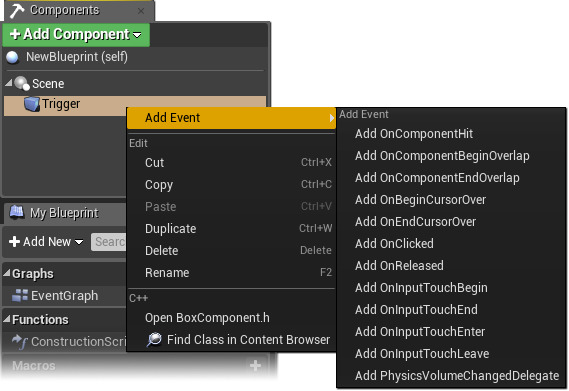 Components
+ Add Component
NewBlueprint (self)
Scene
Trigger
Add Event
Edit
Cut Ctrl+X
Copy Ctrl+C
Paste Ctrl+V
Duplicate Ctrl+W
Delete Delete
Rename F2
C++
Open BoxComponent.h
Find Class in Content Browser
Add Event
Add OnComponentHit
Add OnComponentBeginOverlap
Add OnComponentEndOverlap
Add OnBeginCursorOver
Add OnEndCursorOver
Add OnClicked
Add OnReleased
Add OnInputTouchBegin
Add OnInputTouchEnd
Add OnInputTouchEnter
Add OnInputTouchLeave
Add PhysicsVolumeChangedDelegate
My Blueprint
+ Add New Searc
Graphs
EventGraph
Functions
ConstructionScri
Macros +